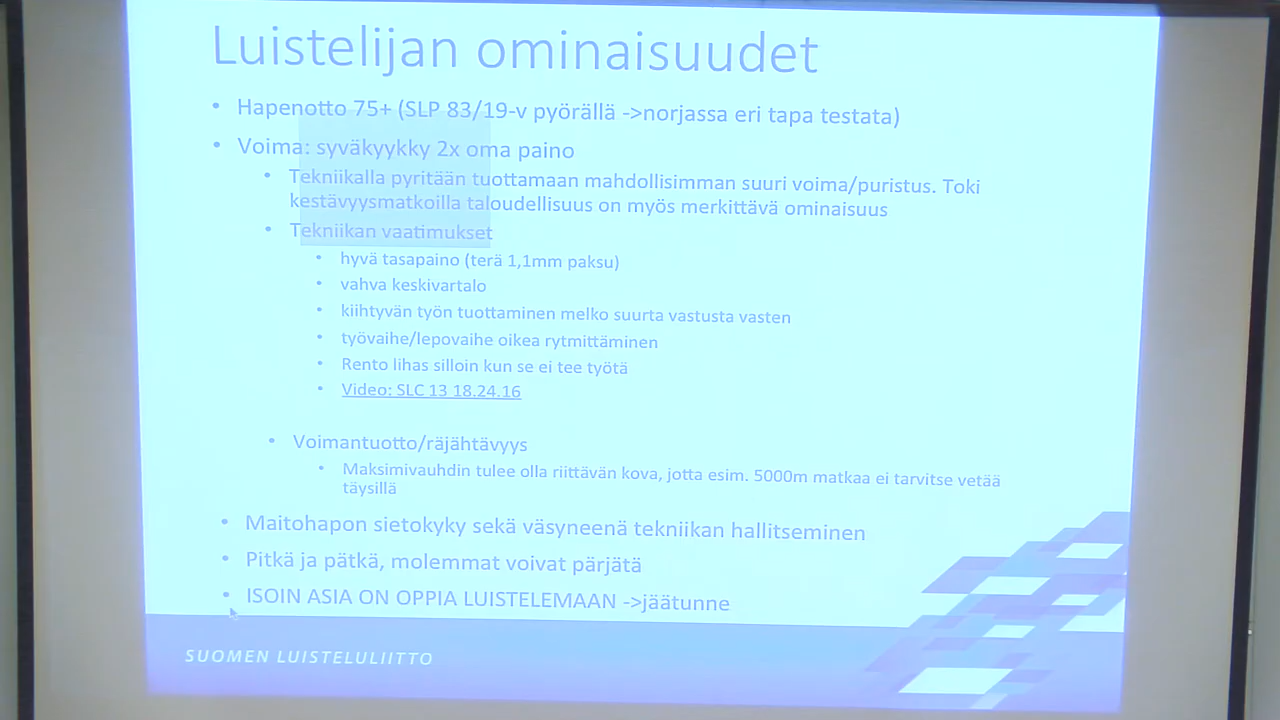 Luistelijan ominaisuudet
• Hapenotto 75+ (SLP 83/19-v pyörällä ->norjassa eri tapa testata)
• Voima: syväkyykky 2x oma paino
• Tekniikalla pyritään tuottamaan mahdollisimman suuri voima/puristus. Toki
kestävyysmatkoilla taloudellisuus on myös merkittävä ominaisuus
• Tekniikan vaatimukset
• hyvä tasapaino (terä 1,1mm paksu)
• vahva keskivartalo
• kiihtyvän työn tuottaminen melko suurta vastusta vasten
• työvaihe/lepovaihe oikea rytmittäminen
• Rento lihas silloin kun se ei tee työtä
• Video: SLC 13 18.24.16
• Voimantuotto/räjähtävyys
• Maksimivauhdin tulee olla riittävän kova, jotta esim. 5000m matkaa ei tarvitse vetää
täysillä
• Maitohapon sietokyky sekä väsyneenä tekniikan hallitseminen
• Pitkä ja pätkä, molemmat voivat pärjätä
• ISOIN ASIA ON OPPIA LUISTELEMAAN ->jäätunne
SUOMEN LUISTELULIITTO